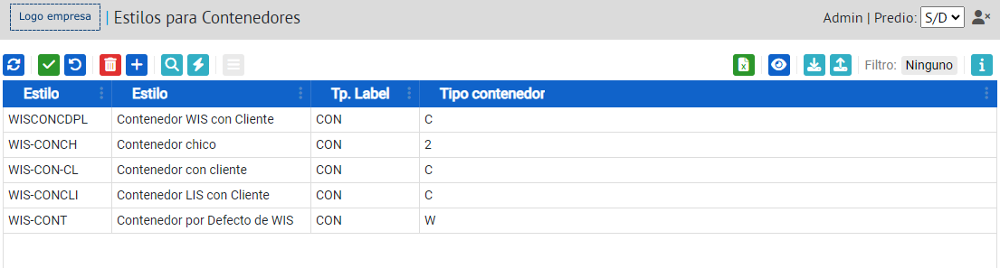 Logo empresa | Estilos para Contenedores Admin | Predio: S/D
Filtro: Ninguno
Estilo Estilo Tp. Label Tipo contenedor
WISCONCDPL Contenedor WIS con Cliente CON C
WIS-CONCH Contenedor chico CON 2
WIS-CON-CL Contenedor con cliente CON C
WIS-CONCLI Contenedor LIS con Cliente CON C
WIS-CONT Contenedor por Defecto de WIS CON W